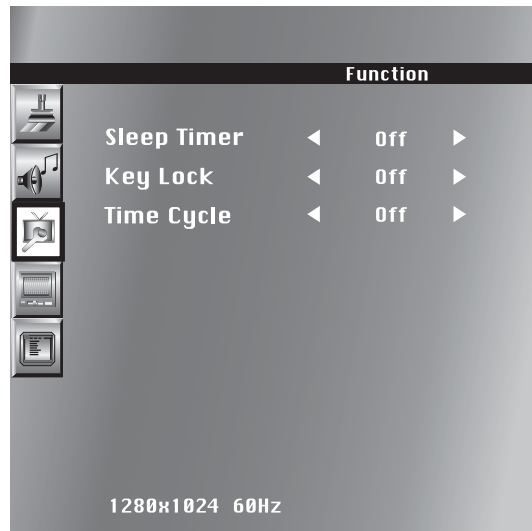 Function
Sleep Timer Off
Key Lock Off
Time Cycle Off
1280x1024 60Hz